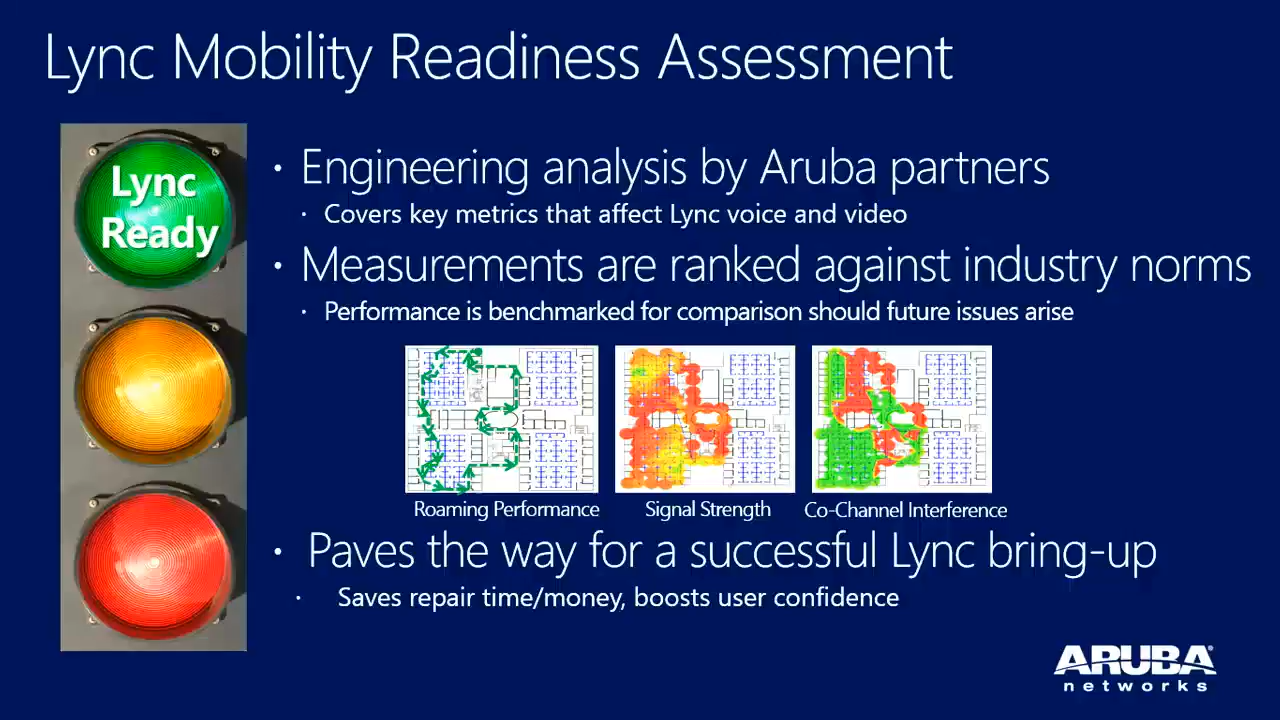 Lync Mobility Readiness Assessment
Lync
Ready
• Engineering analysis by Aruba partners
• Covers key metrics that affect Lync voice and video
• Measurements are ranked against industry norms
• Performance is benchmarked for comparison should future issues arise
Roaming Performance
Signal Strength
Co-Channel Interference
• Paves the way for a successful Lync bring-up
• Saves repair time/money, boosts user confidence
ARUBA
networks